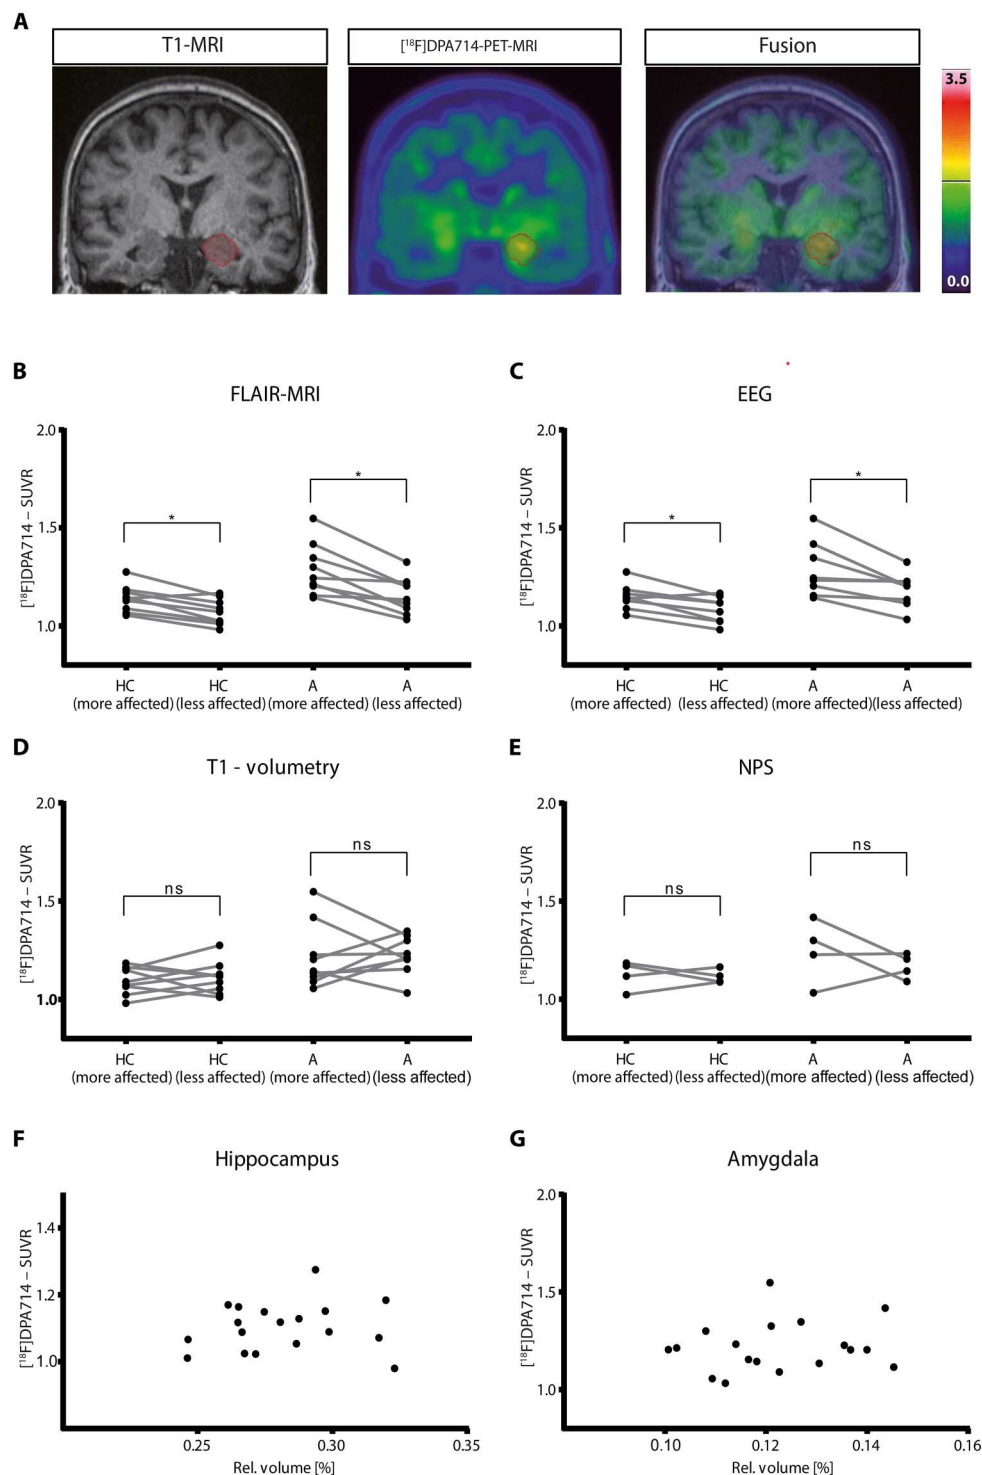 A
T1-MRI
[¹⁸F]DPA714-PET-MRI
Fusion
3.5
0.0
B
FLAIR-MRI
[¹⁸F]DPA714 – SUVR
2.0
1.5
1.0
*
*
HC HC A A
(more affected) (less affected) (more affected) (less affected)
C
EEG
[¹⁸F]DPA714 – SUVR
2.0
1.5
1.0
*
*
HC HC A A
(more affected) (less affected) (more affected) (less affected)
D
T1 - volumetry
[¹⁸F]DPA714 – SUVR
2.0
1.5
1.0
ns
ns
HC HC A A
(more affected) (less affected) (more affected) (less affected)
E
NPS
[¹⁸F]DPA714 – SUVR
2.0
1.5
1.0
ns
ns
HC HC A A
(more affected) (less affected) (more affected) (less affected)
F
Hippocampus
[¹⁸F]DPA714 – SUVR
1.4
1.2
1.0
0.25 0.30 0.35
Rel. volume [%]
G
Amygdala
[¹⁸F]DPA714 – SUVR
2.0
1.5
1.0
0.10 0.12 0.14 0.16
Rel. volume [%]